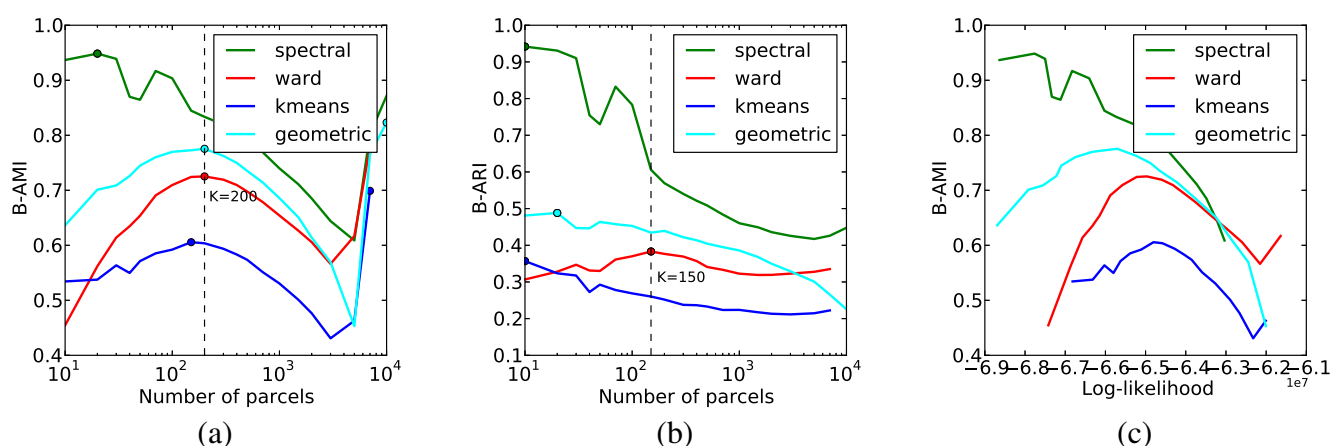 1.0
0.9
0.8
0.7
0.6
0.5
0.4
B-AMI
spectral
ward
kmeans
geometric
K=200
10^1 10^2 10^3 10^4
Number of parcels
(a)
1.0
0.9
0.8
0.7
0.6
0.5
0.4
0.3
0.2
0.1
B-ARI
spectral
ward
kmeans
geometric
K=150
10^1 10^2 10^3 10^4
Number of parcels
(b)
1.0
0.9
0.8
0.7
0.6
0.5
0.4
B-AMI
spectral
ward
kmeans
geometric
−6.9 −6.8 −6.7 −6.6 −6.5 −6.4 −6.3 −6.2 −6.1
1e7
Log-likelihood
(c)